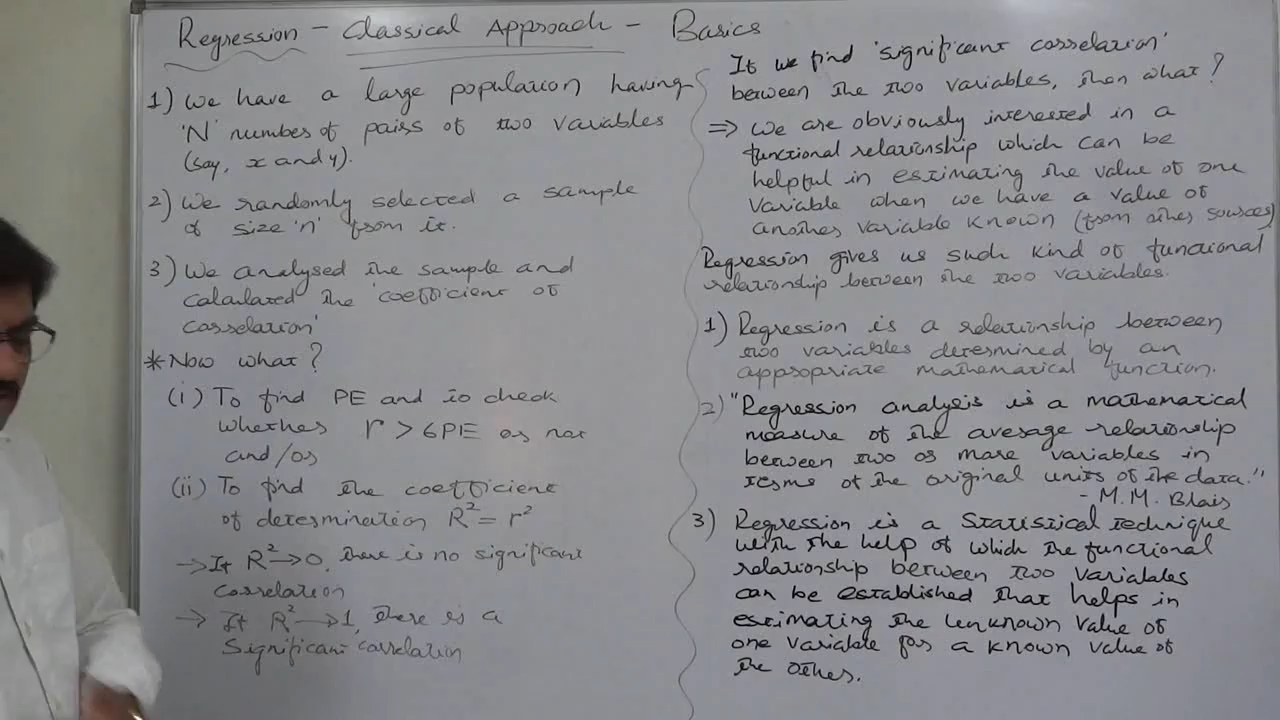 Regression - Classical Approach - Basics
1) We have a large population having
'N' number of pairs of two variables
(say, x and y).
2) We randomly selected a sample
of size 'n' from it.
3) We analysed the sample and
calculated the 'coefficient of
correlation'
* Now what?
(i) To find PE and to check
whether r > 6PE or not
and/or
(ii) To find the coefficient
of determination R² = r²
→ If R² → 0, there is no significant
correlation
→ If R² → 1, there is a
significant correlation
If we find 'significant correlation'
between the two variables, then what?
⇒ We are obviously interested in a
functional relationship which can be
helpful in estimating the value of one
variable when we have a value of
another variable known (from other sources)
Regression gives us such kind of functional
relationship between the two variables.
1) Regression is a relationship between
two variables determined by an
appropriate mathematical function.
2) "Regression analysis is a mathematical
measure of the average relationship
between two or more variables in
terms of the original units of the data."
- M.M. Blair
3) Regression is a Statistical technique
with the help of which the functional
relationship between two variables
can be established that helps in
estimating the unknown value of
one variable for a known value of
the other.